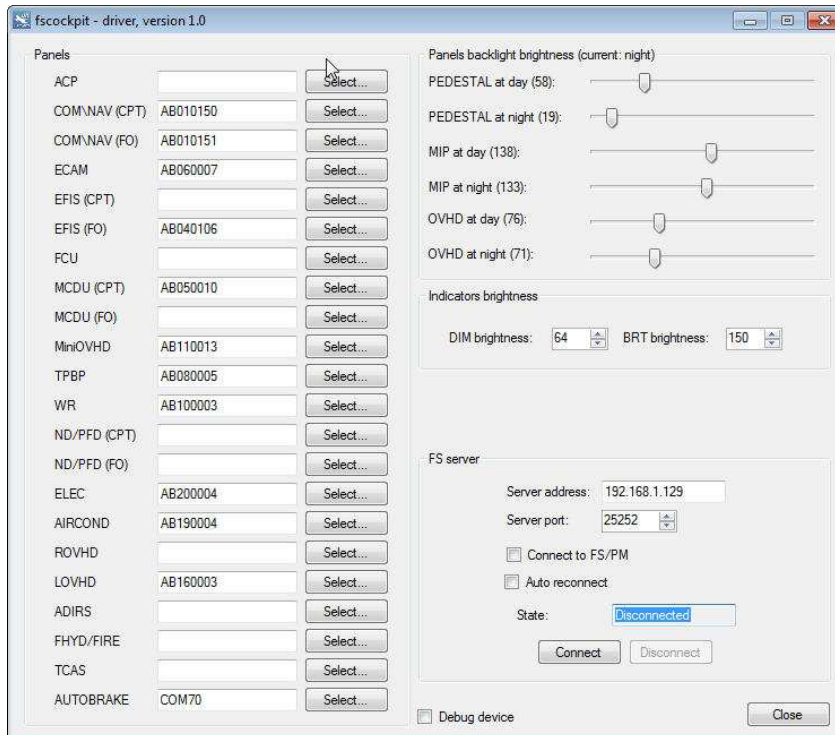 fscockpit - driver, version 1.0
Panels
ACP Select...
COM\NAV (CPT) AB010150 Select...
COM\NAV (FO) AB010151 Select...
ECAM AB060007 Select...
EFIS (CPT) Select...
EFIS (FO) AB040106 Select...
FCU Select...
MCDU (CPT) AB050010 Select...
MCDU (FO) Select...
MiniOVHD AB110013 Select...
TPBP AB080005 Select...
WR AB100003 Select...
ND/PFD (CPT) Select...
ND/PFD (FO) Select...
ELEC AB200004 Select...
AIRCOND AB190004 Select...
ROVHD Select...
LOVHD AB160003 Select...
ADIRS Select...
FHYD/FIRE Select...
TCAS Select...
AUTOBRAKE COM70 Select...
Panels backlight brightness (current: night)
PEDESTAL at day (58):
PEDESTAL at night (19):
MIP at day (138):
MIP at night (133):
OVHD at day (76):
OVHD at night (71):
Indicators brightness
DIM brightness: 64 BRT brightness: 150
FS server
Server address: 192.168.1.129
Server port: 25252
Connect to FS/PM
Auto reconnect
State: Disconnected
Connect Disconnect
Debug device Close